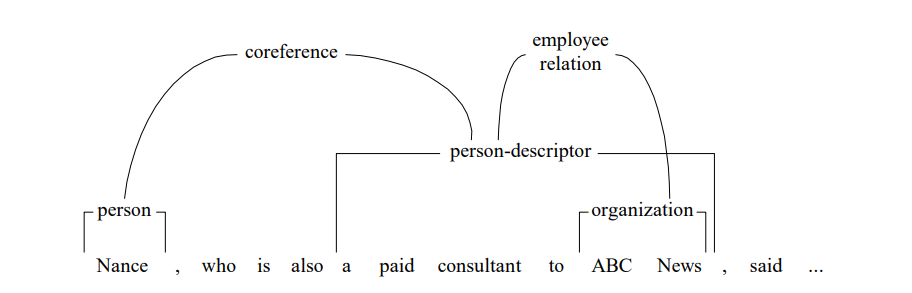 coreference
employee
relation
person-descriptor
person
organization
Nance , who is also a paid consultant to ABC News , said ...